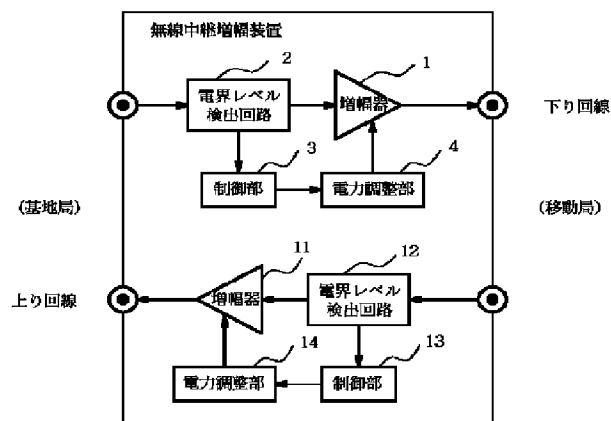 無線中継増幅装置
2
1
電界レベル
検出回路
増幅器
下り回線
3
4
制御部
電力調整部
(基地局)
(移動局)
11
12
増幅器
電界レベル
検出回路
上り回線
14
13
電力調整部
制御部